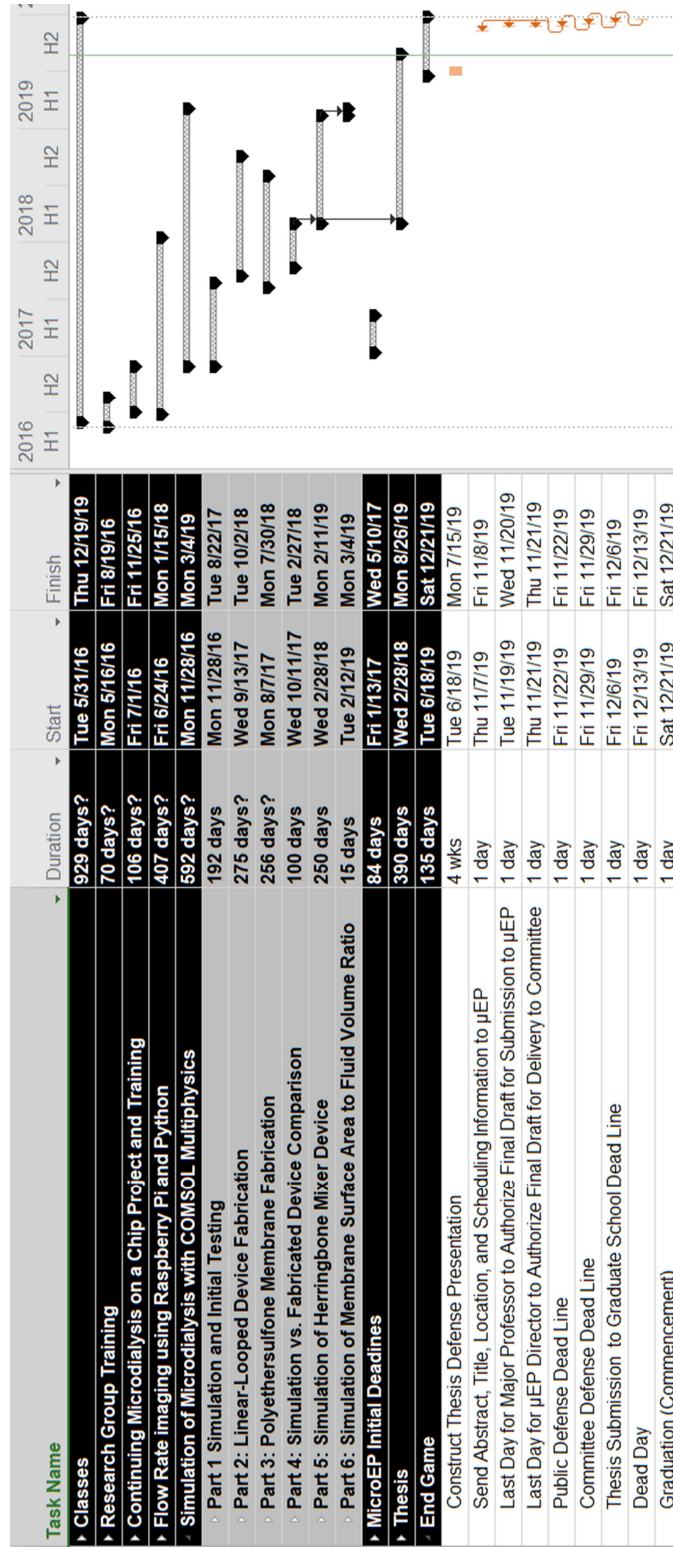 Task Name Duration Start Finish 2016 2017 2018 2019 2
H1 H2 H1 H2 H1 H2 H1 H2
Classes 929 days? Tue 5/31/16 Thu 12/19/19
Research Group Training 70 days? Mon 5/16/16 Fri 8/19/16
Continuing Microdialysis on a Chip Project and Training 106 days? Fri 7/1/16 Fri 11/25/16
Flow Rate imaging using Raspberry Pi and Python 407 days? Fri 6/24/16 Mon 1/15/18
Simulation of Microdialysis with COMSOL Multiphysics 592 days? Mon 11/28/16 Mon 3/4/19
Part 1 Simulation and Initial Testing 192 days Mon 11/28/16 Tue 8/22/17
Part 2: Linear-Looped Device Fabrication 275 days? Wed 9/13/17 Tue 10/2/18
Part 3: Polyethersulfone Membrane Fabrication 256 days? Mon 8/7/17 Mon 7/30/18
Part 4: Simulation vs. Fabricated Device Comparison 100 days Wed 10/11/17 Tue 2/27/18
Part 5: Simulation of Herringbone Mixer Device 250 days Wed 2/28/18 Mon 2/11/19
Part 6: Simulation of Membrane Surface Area to Fluid Volume Ratio 15 days Tue 2/12/19 Mon 3/4/19
MicroEP Initial Deadines 84 days Fri 1/13/17 Wed 5/10/17
Thesis 390 days Wed 2/28/18 Mon 8/26/19
End Game 135 days Tue 6/18/19 Sat 12/21/19
Construct Thesis Defense Presentation 4 wks Tue 6/18/19 Mon 7/15/19
Send Abstract, Title, Location, and Scheduling Information to μEP 1 day Thu 11/7/19 Fri 11/8/19
Last Day for Major Professor to Authorize Final Draft for Submission to μEP 1 day Tue 11/19/19 Wed 11/20/19
Last Day for μEP Director to Authorize Final Draft for Delivery to Committee 1 day Thu 11/21/19 Thu 11/21/19
Public Defense Dead Line 1 day Fri 11/22/19 Fri 11/22/19
Committee Defense Dead Line 1 day Fri 11/29/19 Fri 11/29/19
Thesis Submission to Graduate School Dead Line 1 day Fri 12/6/19 Fri 12/6/19
Dead Day 1 day Fri 12/13/19 Fri 12/13/19
Graduation (Commencement) 1 day Sat 12/21/19 Sat 12/21/19